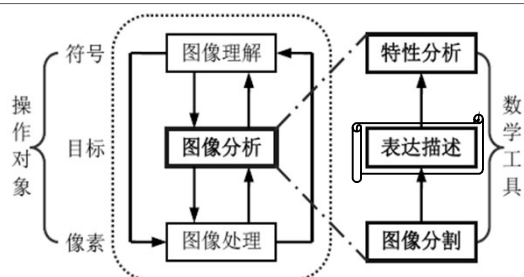 符号
图像理解
特性分析
操作对象
目标
图像分析
表达描述
数学工具
像素
图像处理
图像分割